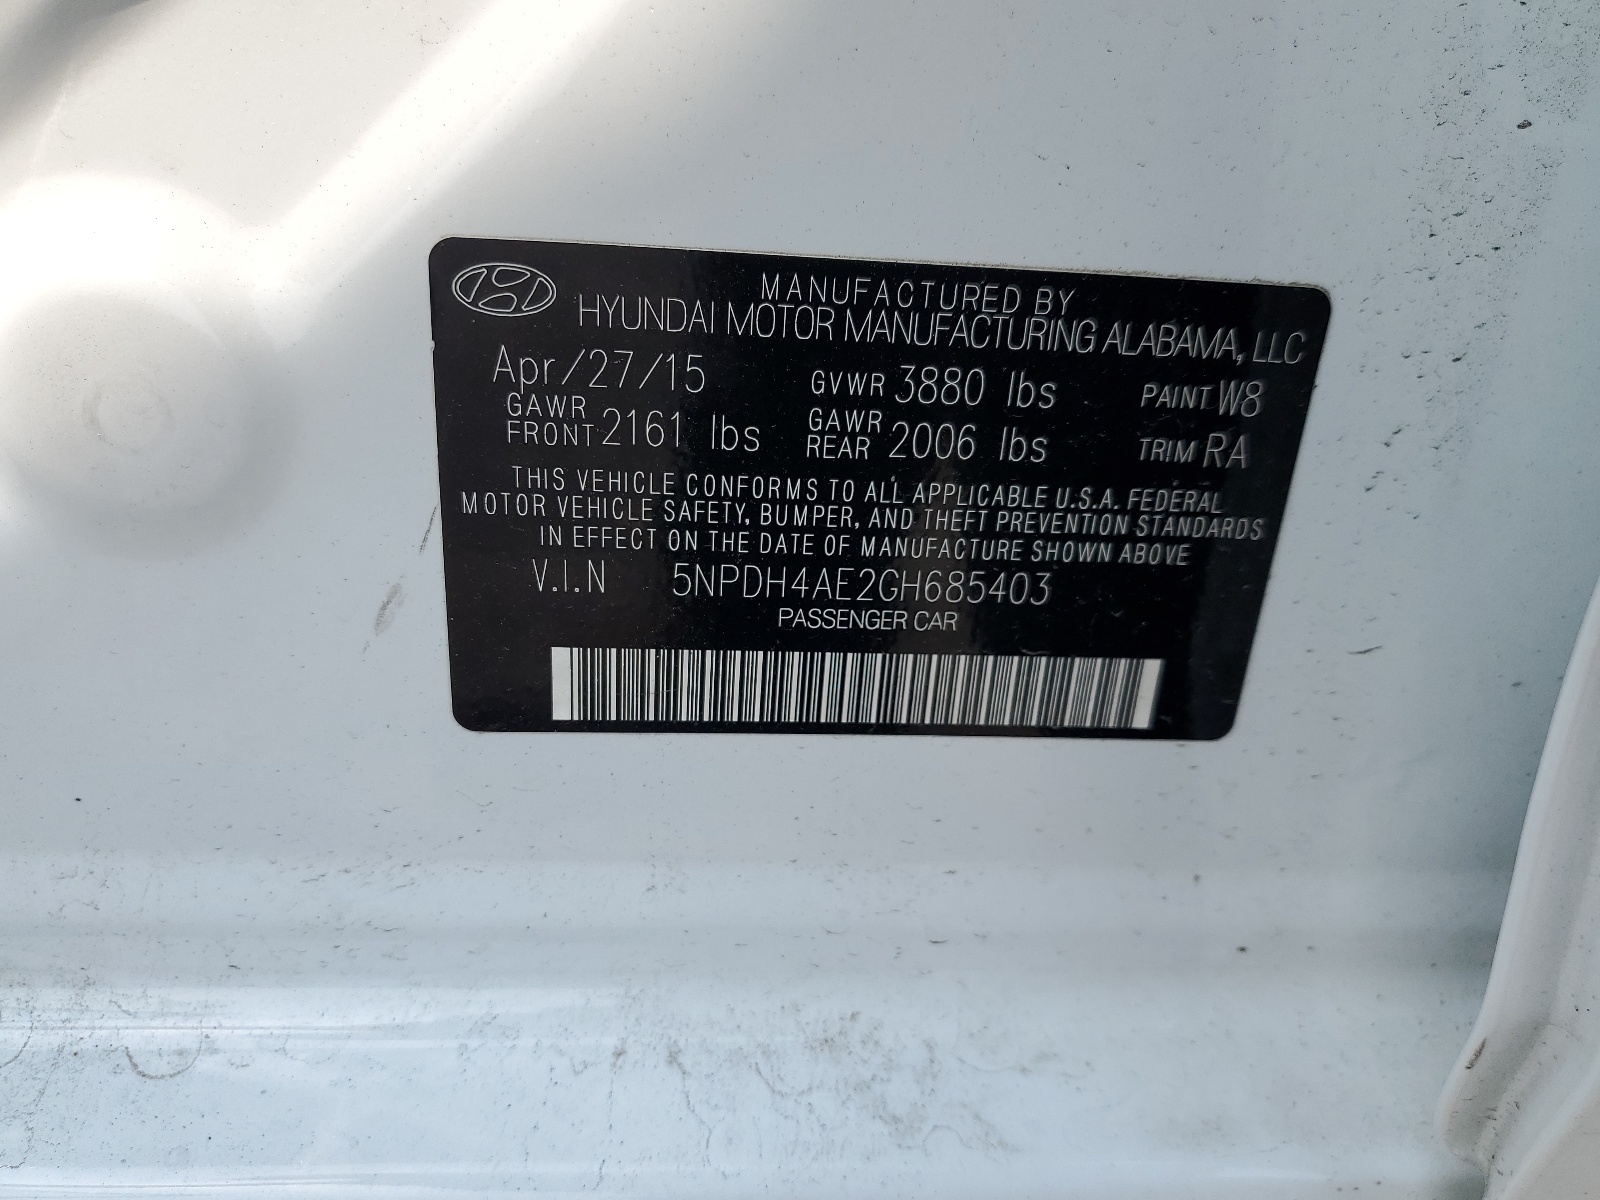 MANUFACTURED BY
HYUNDAI MOTOR MANUFACTURING ALABAMA, LLC
Apr/27/15 GVWR 3880 lbs PAINT W8
GAWR FRONT 2161 lbs GAWR REAR 2006 lbs TRIM RA
THIS VEHICLE CONFORMS TO ALL APPLICABLE U.S.A. FEDERAL
MOTOR VEHICLE SAFETY, BUMPER, AND THEFT PREVENTION STANDARDS
IN EFFECT ON THE DATE OF MANUFACTURE SHOWN ABOVE
V.I.N 5NPDH4AE2GH685403
PASSENGER CAR